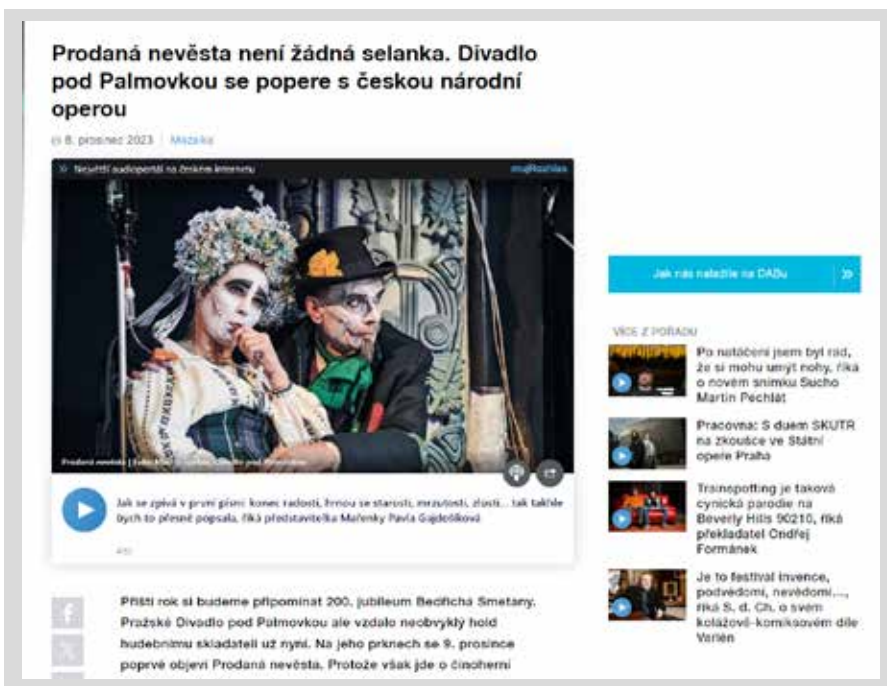 Prodaná nevěsta není žádná selanka. Divadlo
pod Palmovkou se popere s českou národní
operou
8. prosinec 2023 | Mozaika
Největší audioportál na českém internetu
mujRozhlas
Prodaná nevěsta | Foto:
Divadlo pod Palmovkou
Jak se zpívá v první písni: konec radosti, hrnou se starosti, mrzutosti, zlosti... tak takhle
bych to přesně popsala, říká představitelka Mařenky Pavla Gajdošíková
Příští rok si budeme připomínat 200. jubileum Bedřicha Smetany.
Pražské Divadlo pod Palmovkou ale vzdalo neobvyklý hold
hudebnímu skladateli už nyní. Na jeho prknech se 9. prosince
poprvé objeví Prodaná nevěsta. Protože však jde o činoherní
Jak nás naladíte na DABu
VÍCE Z POŘADU
Po natáčení jsem byl rád,
že si mohu umýt nohy, říká
o novém snímku Sucho
Martin Pechlát
Pracovna: S duem SKUTR
na zkoušce ve Státní
opeře Praha
Trainspotting je taková
cynická parodie na
Beverly Hills 90210, říká
překladatel Ondřej
Formánek
Je to festival invence,
podvědomí, nevědomí...,
říká S. d. Ch. o svém
kolážově-komiksovém díle
Varlén